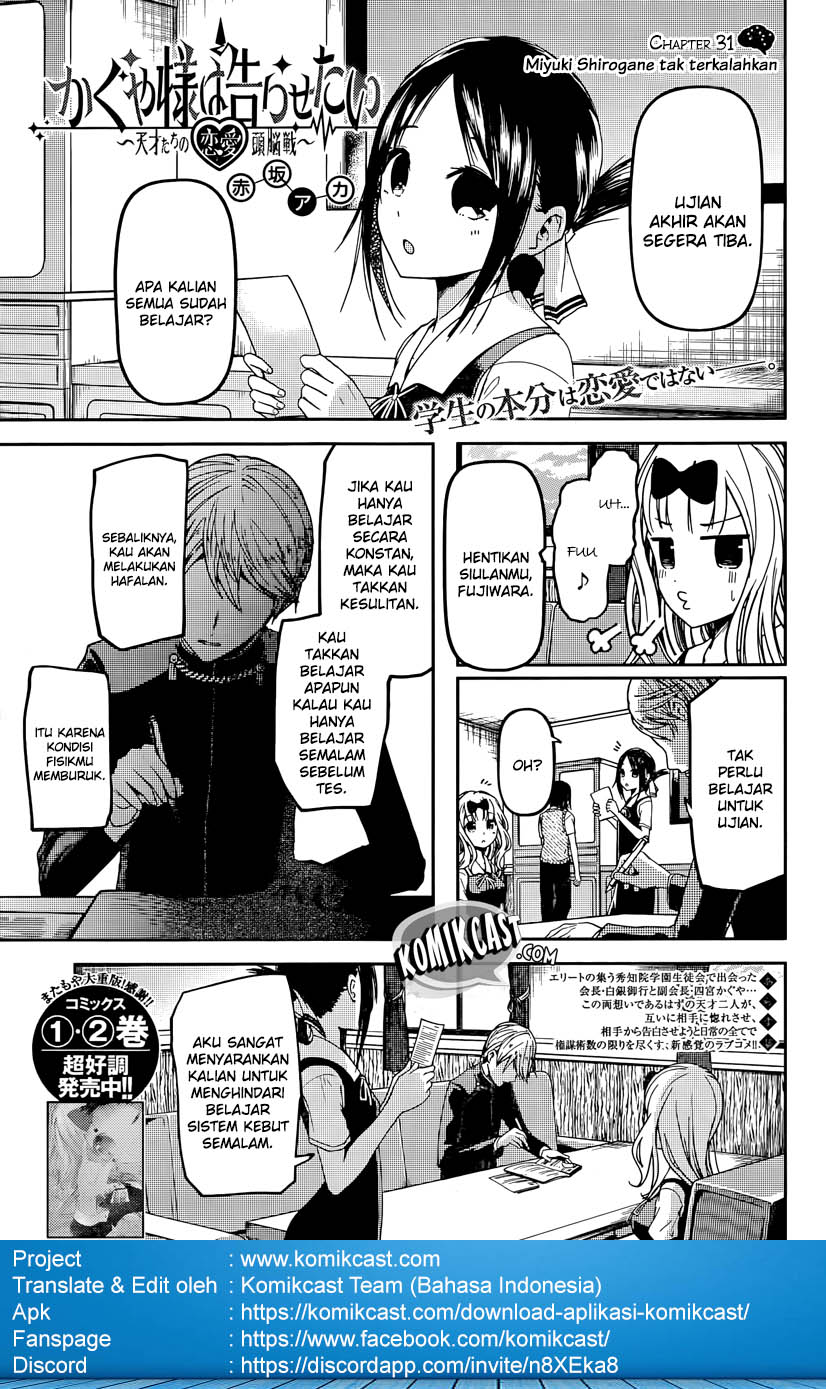 CHAPTER 31
Miyuki Shirogane tak terkalahkan
かぐや様は告らせたい
～天才たちの恋愛頭脳戦～
赤坂アカ
UJIAN
AKHIR AKAN
SEGERA TIBA.
APA KALIAN
SEMUA SUDAH
BELAJAR?
学生の本分は恋愛ではない――。
UH...
FUU
♪
HENTIKAN
SIULANMU,
FUJIWARA.
TAK
PERLU
BELAJAR
UNTUK
UJIAN.
OH?
JIKA KAU
HANYA
BELAJAR
SECARA
KONSTAN,
MAKA KAU
TAKKAN
KESULITAN.
KAU
TAKKAN
BELAJAR
APAPUN
KALAU KAU
HANYA
BELAJAR
SEMALAM
SEBELUM
TES.
SEBALIKNYA,
KAU AKAN
MELAKUKAN
HAFALAN.
ITU KARENA
KONDISI
FISIKMU
MEMBURUK.
KOMIKCAST
.COM
エリートの集う秀知院学園生徒会で出会った
会長・白銀御行と副会長・四宮かぐや…
この両想いであるはずの天才二人が、
互いに相手に惚れさせ、
相手から告白させようと日常の全てで
権謀術数の限りを尽くす、新感覚のラブコメ!!
またもや大重版!感謝!!
コミックス
①・②巻
超好調
発売中!!
AKU SANGAT
MENYARANKAN
KALIAN UNTUK
MENGHINDARI
BELAJAR
SISTEM KEBUT
SEMALAM.
Project : www.komikcast.com
Translate & Edit oleh : Komikcast Team (Bahasa Indonesia)
Apk : https://komikcast.com/download-aplikasi-komikcast/
Fanspage : https://www.facebook.com/komikcast/
Discord : https://discordapp.com/invite/n8XEka8